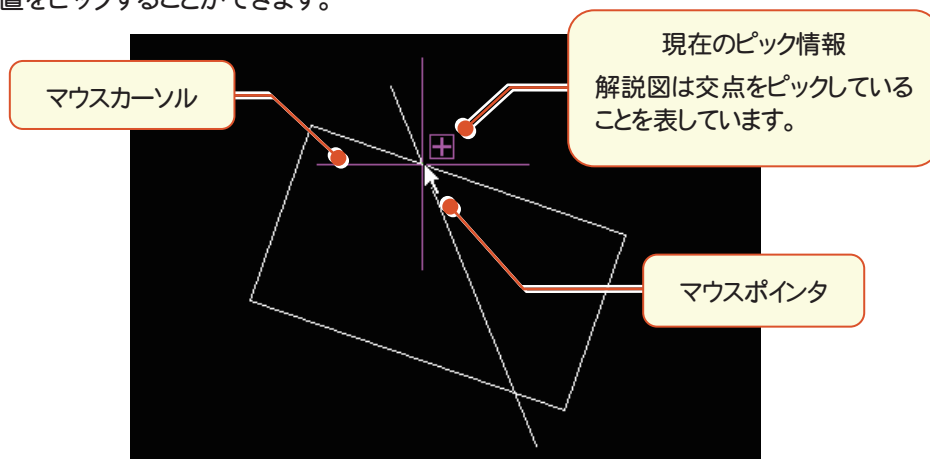 置をピックすることができます。
現在のピック情報
解説図は交点をピックしている
ことを表しています。
マウスカーソル
マウスポインタ